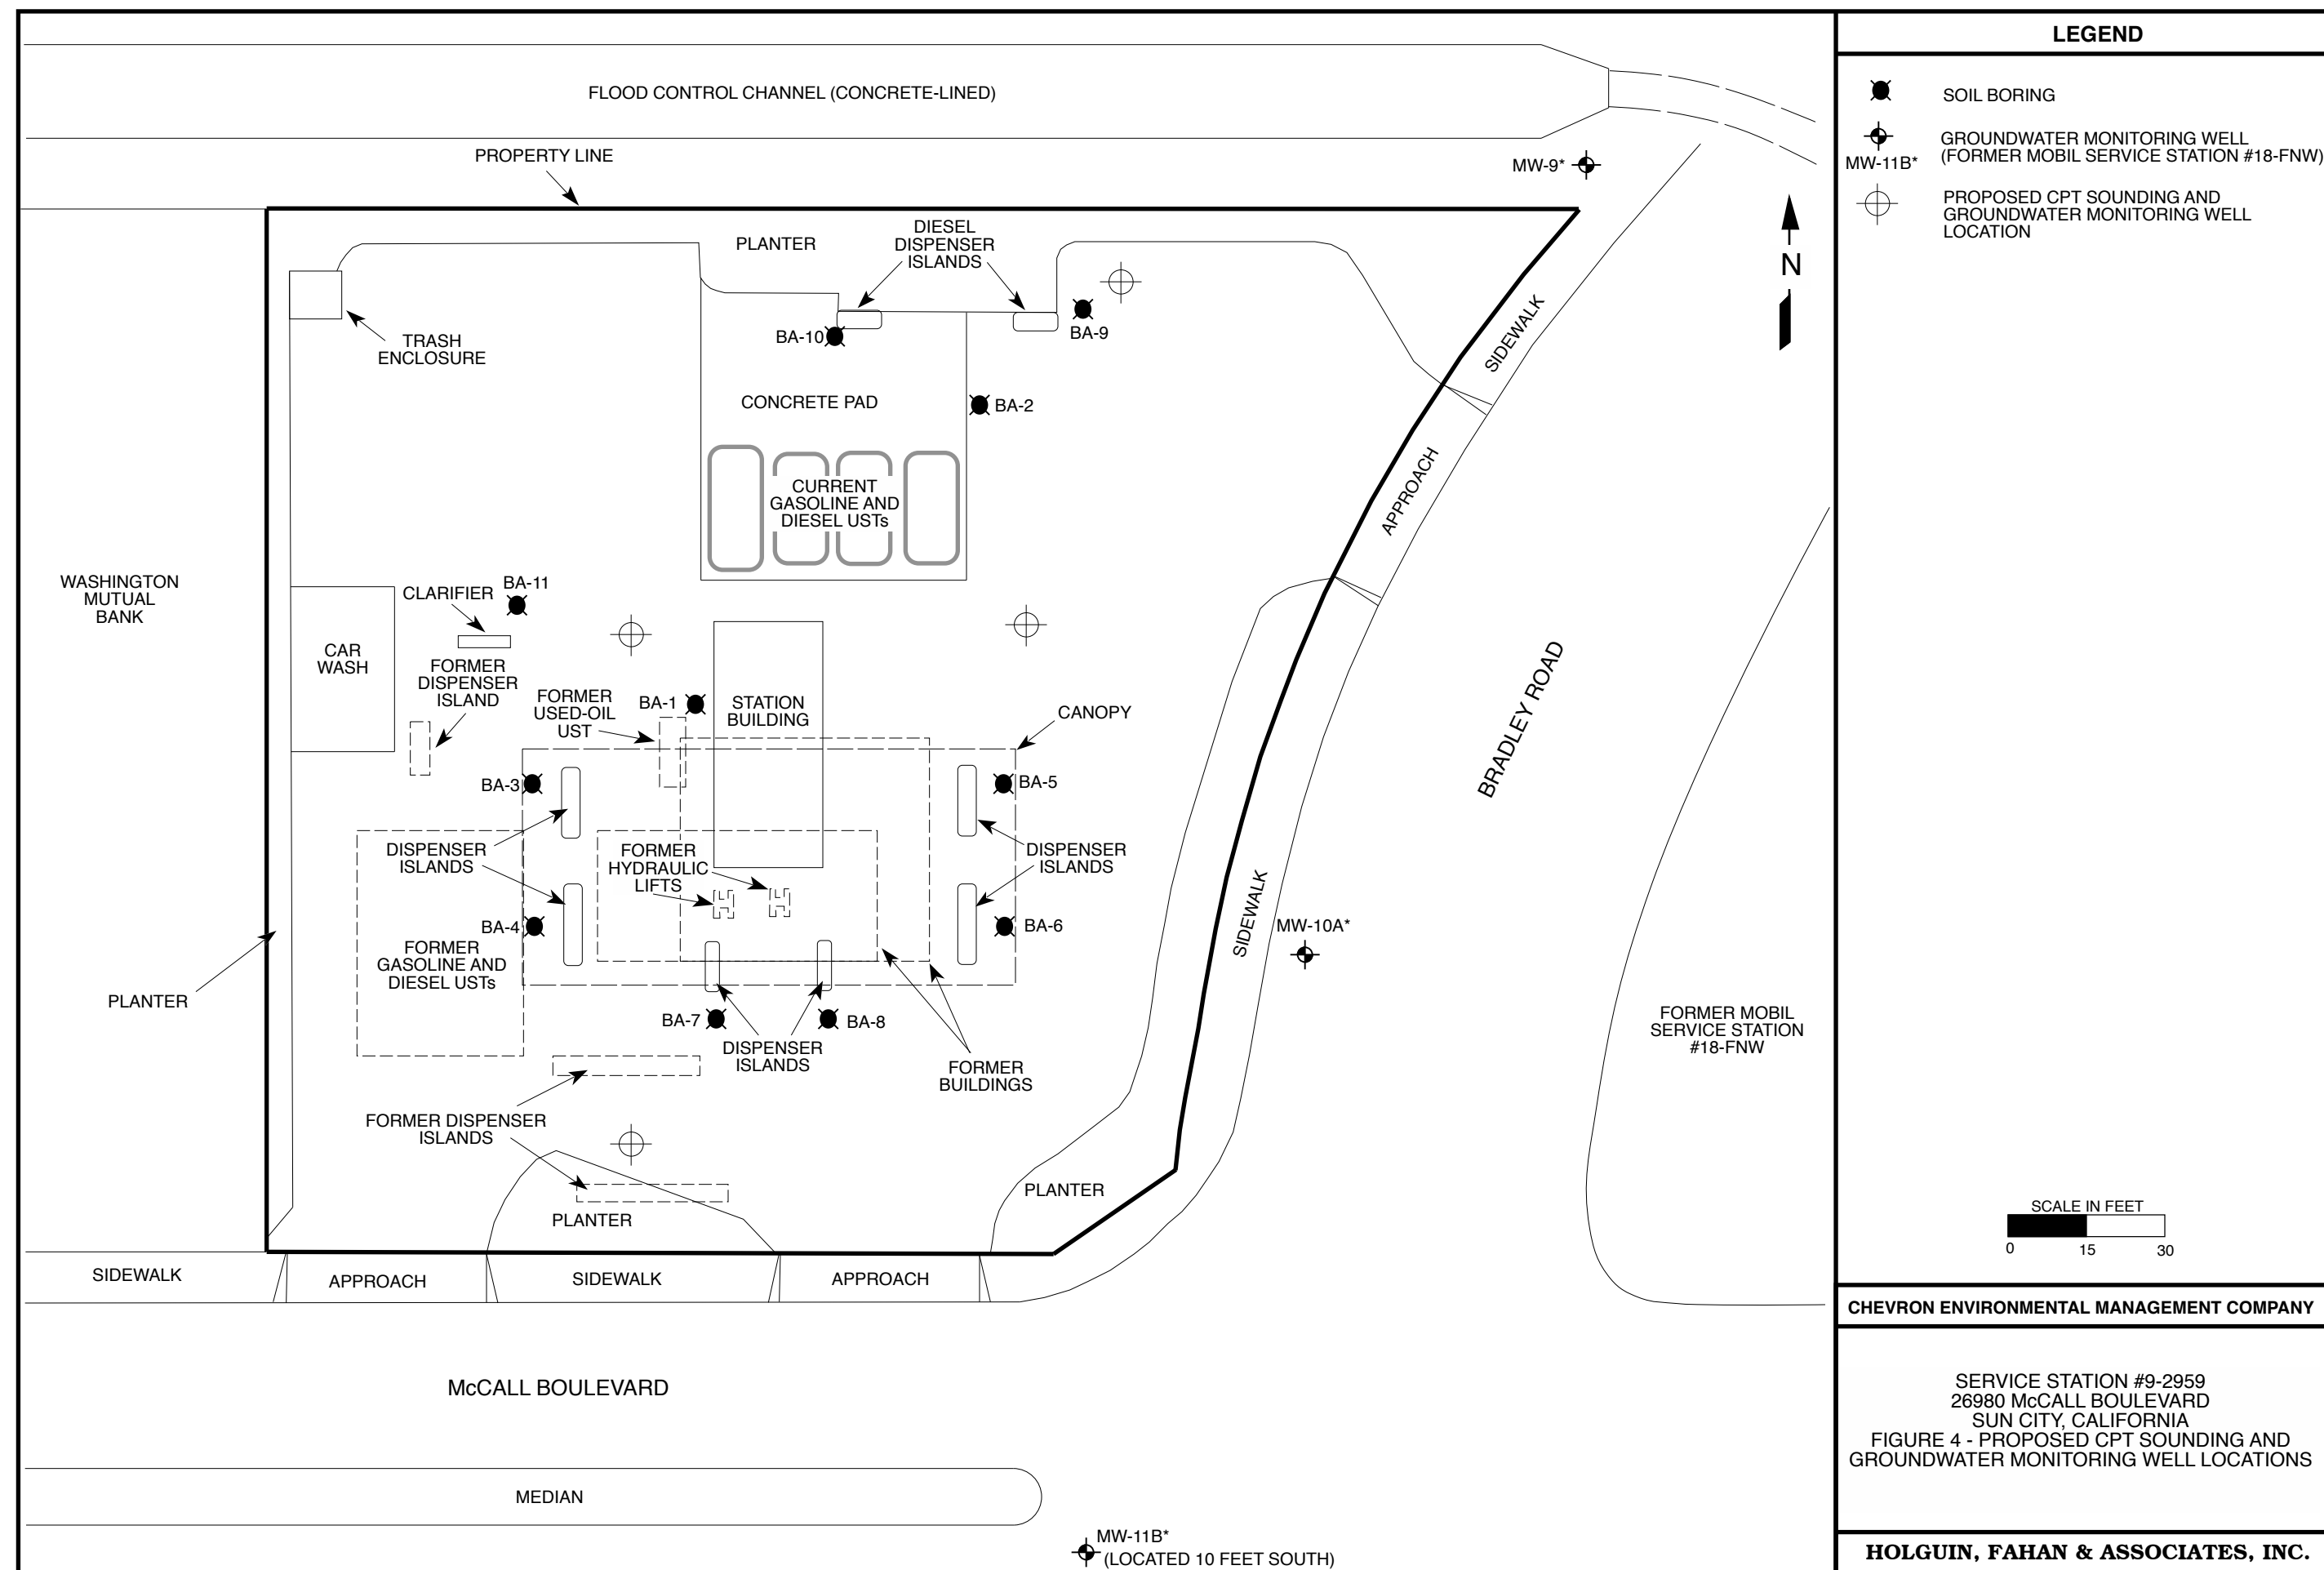 FLOOD CONTROL CHANNEL (CONCRETE-LINED)
PROPERTY LINE
MW-9*
PLANTER
DIESEL
DISPENSER
ISLANDS
TRASH
ENCLOSURE
BA-10
BA-9
CONCRETE PAD
BA-2
SIDEWALK
APPROACH
N
CURRENT
GASOLINE AND
DIESEL USTs
WASHINGTON
MUTUAL
BANK
CLARIFIER
BA-11
CAR
WASH
FORMER
DISPENSER
ISLAND
FORMER
USED-OIL
UST
BA-1
STATION
BUILDING
CANOPY
BRADLEY ROAD
BA-3
BA-5
DISPENSER
ISLANDS
FORMER
HYDRAULIC
LIFTS
DISPENSER
ISLANDS
BA-4
BA-6
SIDEWALK
MW-10A*
FORMER
GASOLINE AND
DIESEL USTs
PLANTER
BA-7
BA-8
DISPENSER
ISLANDS
FORMER
BUILDINGS
FORMER MOBIL
SERVICE STATION
#18-FNW
FORMER DISPENSER
ISLANDS
PLANTER
PLANTER
SIDEWALK
APPROACH
SIDEWALK
APPROACH
McCALL BOULEVARD
MEDIAN
MW-11B*
(LOCATED 10 FEET SOUTH)
LEGEND
SOIL BORING
GROUNDWATER MONITORING WELL
(FORMER MOBIL SERVICE STATION #18-FNW)
MW-11B*
PROPOSED CPT SOUNDING AND
GROUNDWATER MONITORING WELL
LOCATION
SCALE IN FEET
0 15 30
CHEVRON ENVIRONMENTAL MANAGEMENT COMPANY
SERVICE STATION #9-2959
26980 McCALL BOULEVARD
SUN CITY, CALIFORNIA
FIGURE 4 - PROPOSED CPT SOUNDING AND
GROUNDWATER MONITORING WELL LOCATIONS
HOLGUIN, FAHAN & ASSOCIATES, INC.